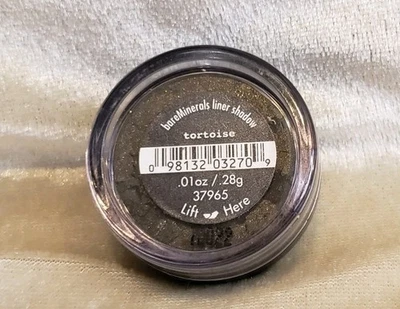 bareMinerals liner shadow
tortoise
0 98132 03270 9
.01oz/.28g
37965
Lift Here